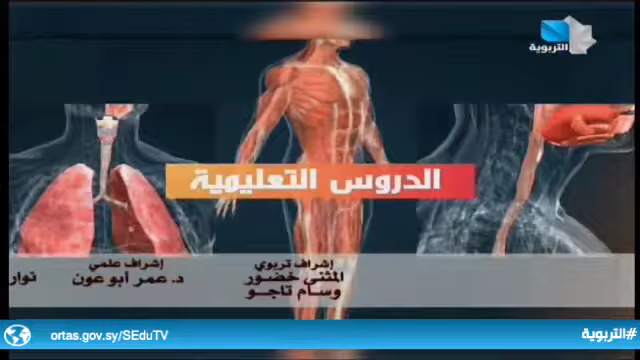 التربوية
الدروس التعليمية
إشراف تربوي
المثنى خضور
وسام تاجو
إشراف علمي
د. عمر أبو عون
نوار
ortas.gov.sy/SEduTV
#التربوية